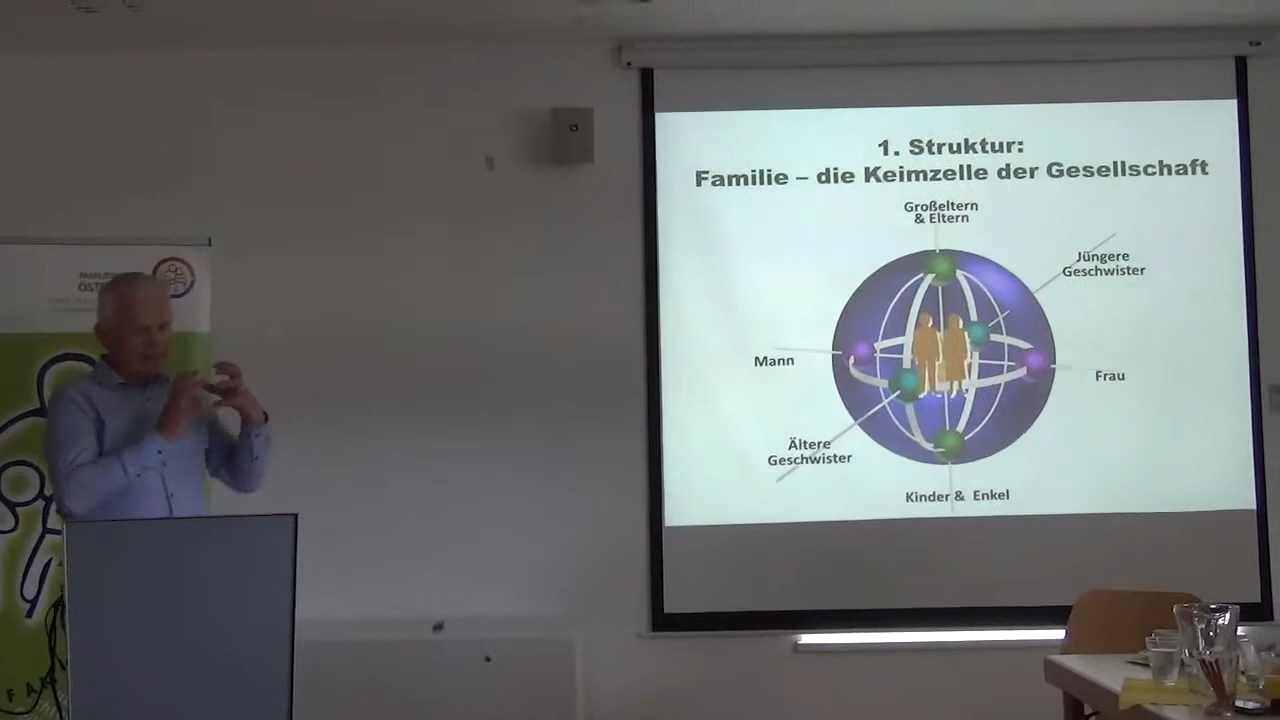 1. Struktur:
Familie – die Keimzelle der Gesellschaft
Großeltern
& Eltern
Jüngere
Geschwister
Mann
Frau
Ältere
Geschwister
Kinder & Enkel